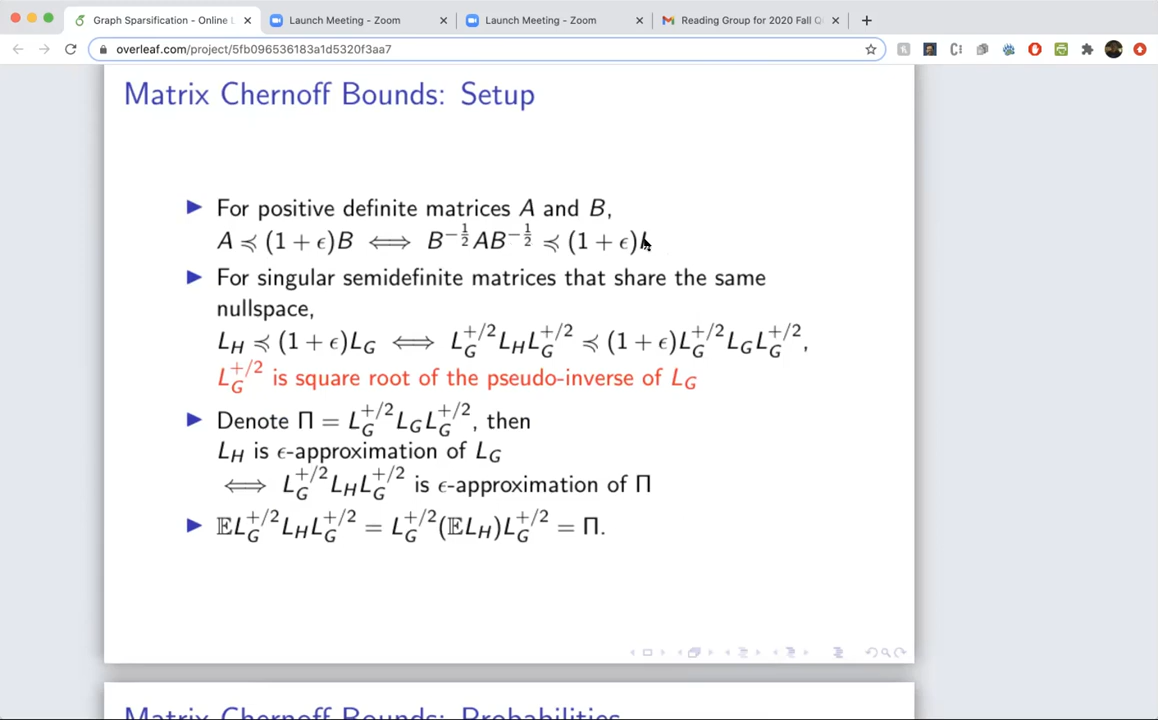 Graph Sparsification - Online L
Launch Meeting - Zoom
Launch Meeting - Zoom
Reading Group for 2020 Fall Q
overleaf.com/project/5fb096536183a1d5320f3aa7
Matrix Chernoff Bounds: Setup
For positive definite matrices A and B,
A ≼ (1 + ϵ)B ⟺ B^{-1/2}AB^{-1/2} ≼ (1 + ϵ)
For singular semidefinite matrices that share the same
nullspace,
L_H ≼ (1 + ϵ)L_G ⟺ L_G^{+/2}L_HL_G^{+/2} ≼ (1 + ϵ)L_G^{+/2}L_GL_G^{+/2},
L_G^{+/2} is square root of the pseudo-inverse of L_G
Denote Π = L_G^{+/2}L_GL_G^{+/2}, then
L_H is ϵ-approximation of L_G
⟺ L_G^{+/2}L_HL_G^{+/2} is ϵ-approximation of Π
𝔼L_G^{+/2}L_HL_G^{+/2} = L_G^{+/2}(𝔼L_H)L_G^{+/2} = Π.
Matrix Chernoff Bounds: Probabilities